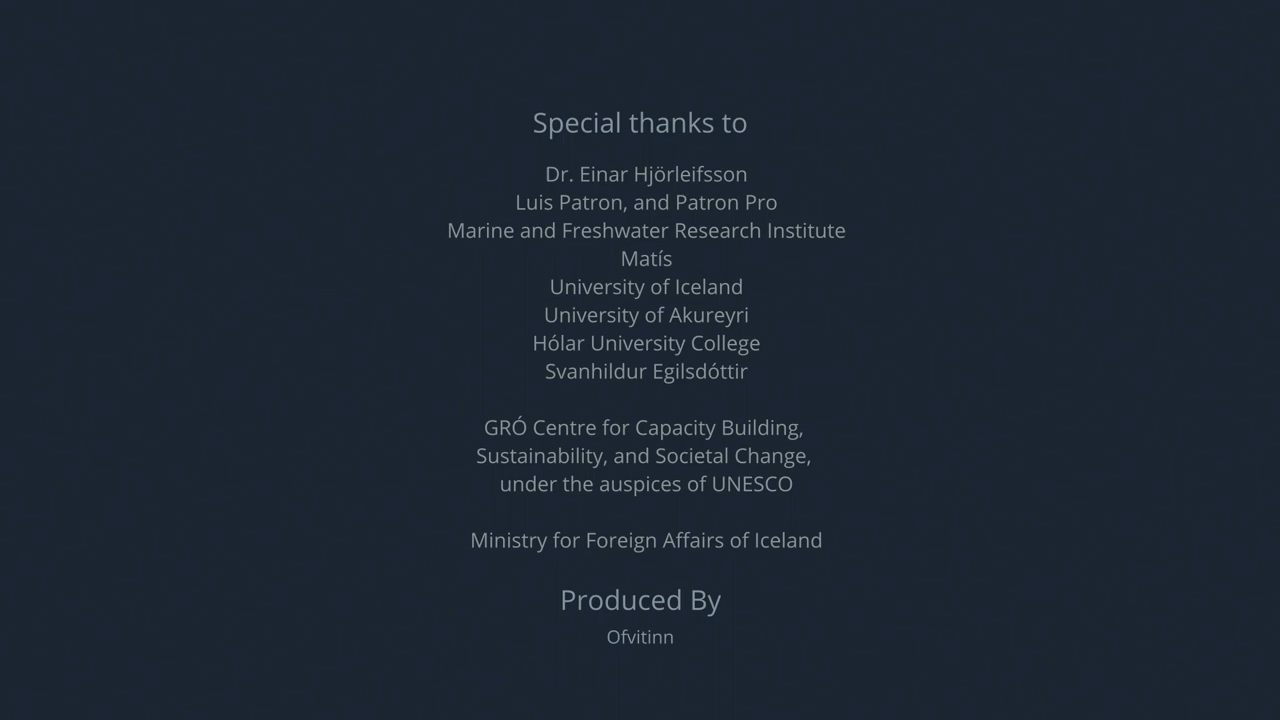 Special thanks to
Dr. Einar Hjörleifsson
Luis Patron, and Patron Pro
Marine and Freshwater Research Institute
Matís
University of Iceland
University of Akureyri
Hólar University College
Svanhildur Egilsdóttir
GRÓ Centre for Capacity Building,
Sustainability, and Societal Change,
under the auspices of UNESCO
Ministry for Foreign Affairs of Iceland
Produced By
Ofvitinn